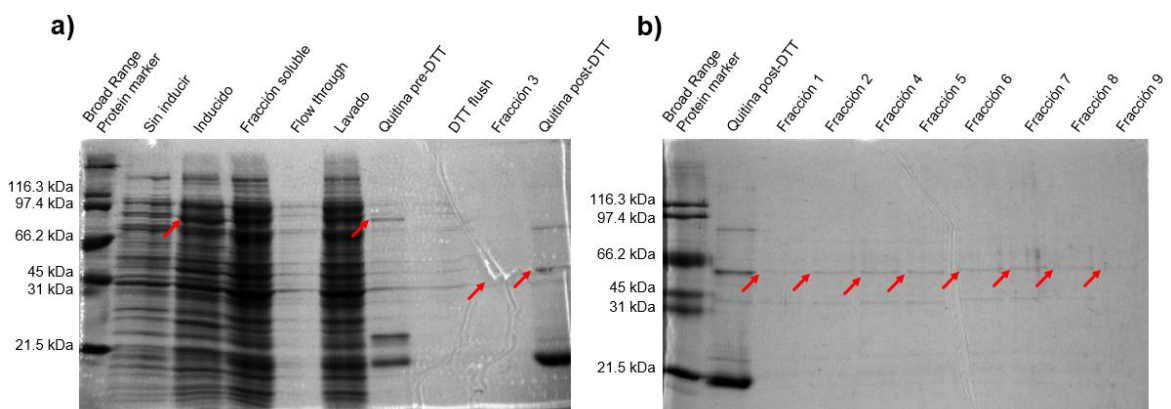 a)
Broad Range
Protein marker
Sin inducir
Inducido
Fracción soluble
Flow through
Lavado
Quitina pre-DTT
DTT flush
Fracción 3
Quitina post-DTT
116.3 kDa
97.4 kDa
66.2 kDa
45 kDa
31 kDa
21.5 kDa
b)
Broad Range
Protein marker
Quitina post-DTT
Fracción 1
Fracción 2
Fracción 4
Fracción 5
Fracción 6
Fracción 7
Fracción 8
Fracción 9
116.3 kDa
97.4 kDa
66.2 kDa
45 kDa
31 kDa
21.5 kDa